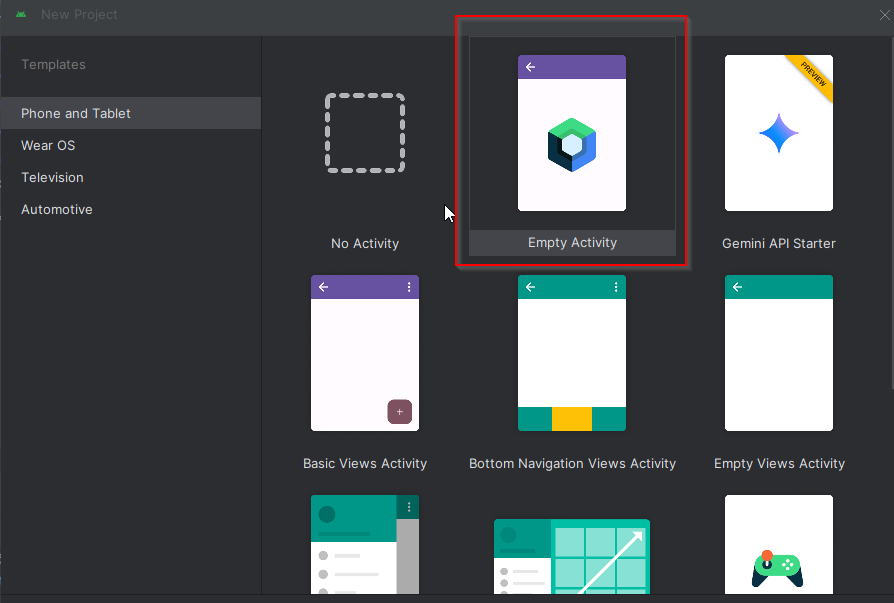 New Project
Templates
Phone and Tablet
Wear OS
Television
Automotive
No Activity
Empty Activity
PREVIEW
Gemini API Starter
Basic Views Activity
Bottom Navigation Views Activity
Empty Views Activity